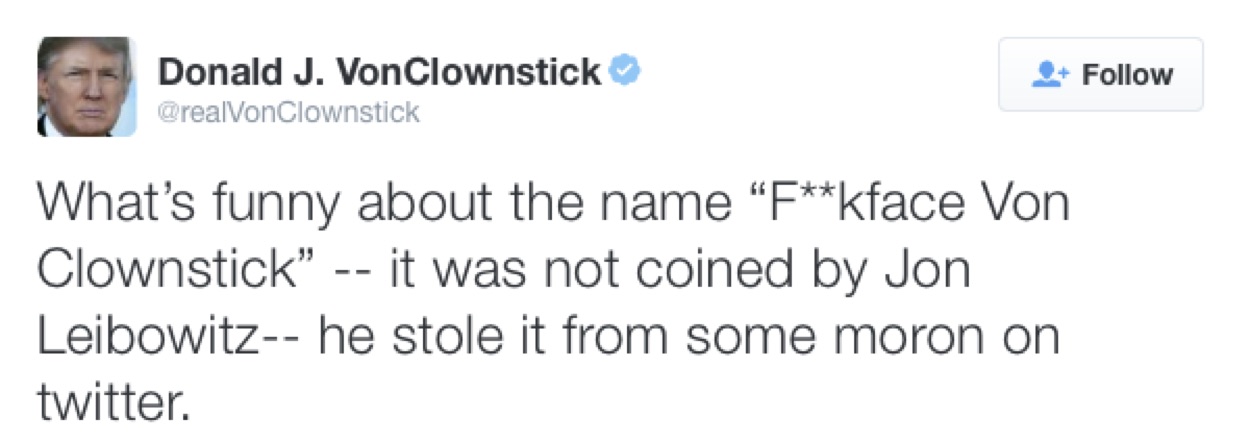 Donald J. VonClownstick
@realVonClownstick
Follow
What’s funny about the name “F**kface Von
Clownstick” -- it was not coined by Jon
Leibowitz-- he stole it from some moron on
twitter.